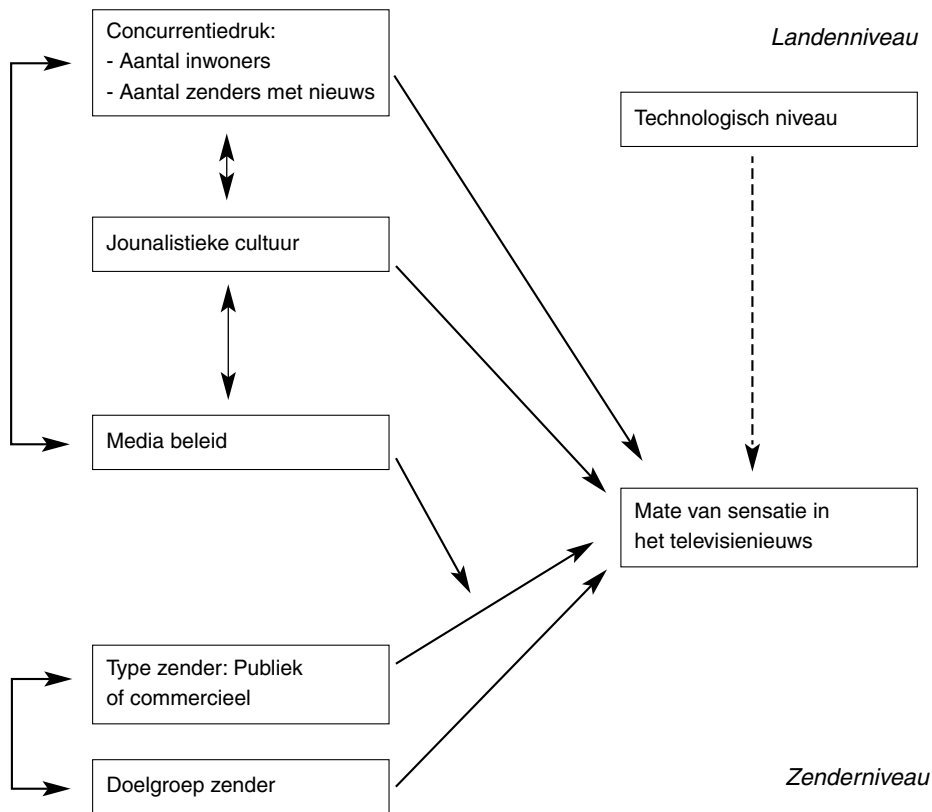 Concurrentiedruk:
- Aantal inwoners
- Aantal zenders met nieuws
Landenniveau
Technologisch niveau
Jounalistieke cultuur
Media beleid
Mate van sensatie in
het televisienieuws
Type zender: Publiek
of commercieel
Doelgroep zender
Zenderniveau